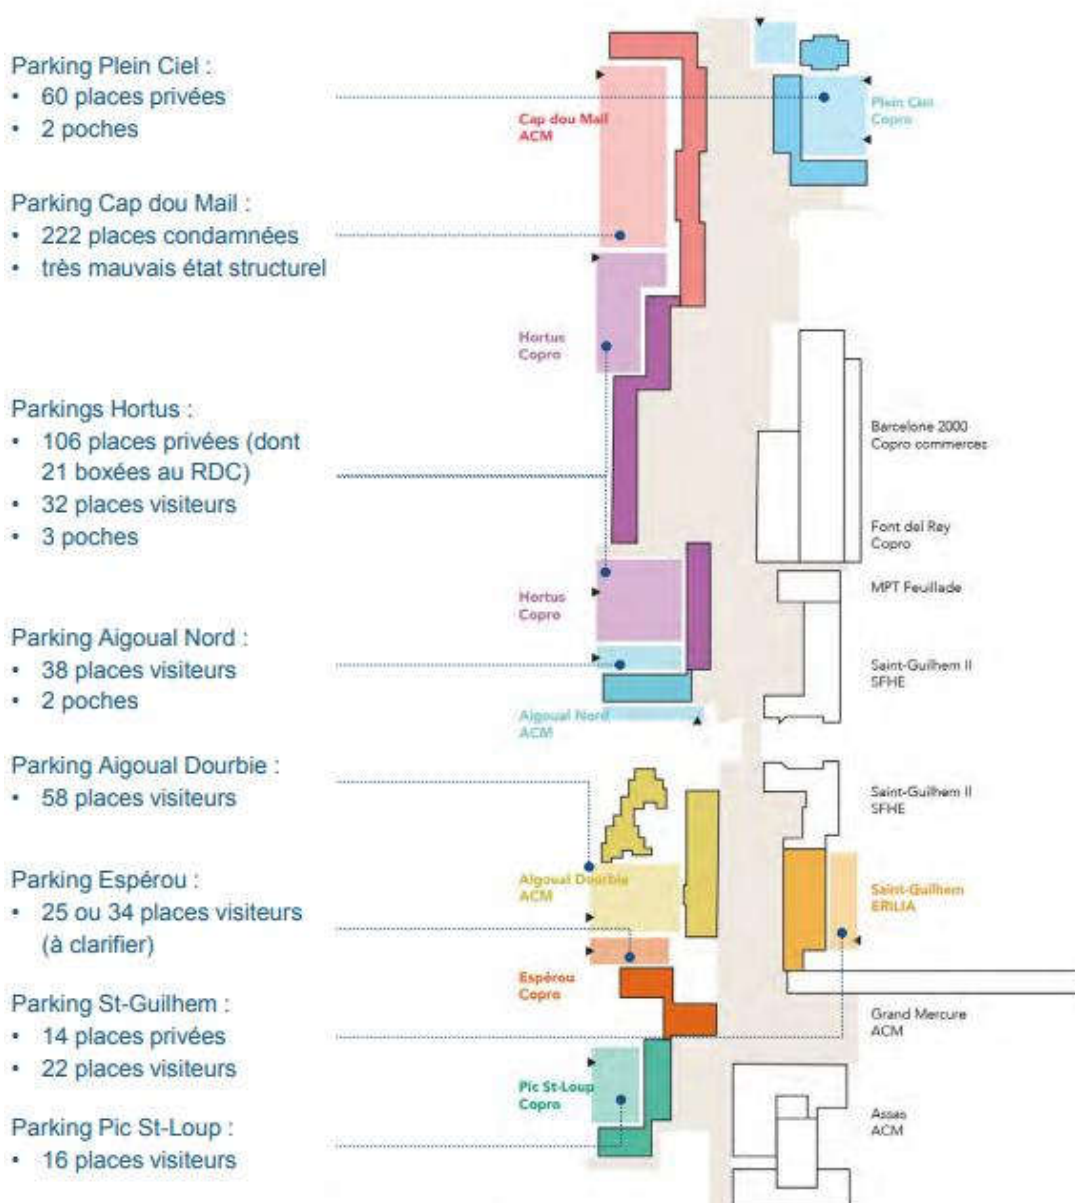 Parking Plein Ciel :
• 60 places privées
• 2 poches
Parking Cap dou Mail :
• 222 places condamnées
• très mauvais état structurel
Parkings Hortus :
• 106 places privées (dont
21 boxées au RDC)
• 32 places visiteurs
• 3 poches
Parking Aigoual Nord :
• 38 places visiteurs
• 2 poches
Parking Aigoual Dourbie :
• 58 places visiteurs
Parking Espérou :
• 25 ou 34 places visiteurs
(à clarifier)
Parking St-Guilhem :
• 14 places privées
• 22 places visiteurs
Parking Pic St-Loup :
• 16 places visiteurs
Cap dou Mail
ACM
Hortus
Copro
Hortus
Copro
Aigoual Nord
ACM
Aigoual Dourbie
ACM
Espérou
Copro
Pic St-Loup
Copro
Plein Ciel
Copro
Barcelone 2000
Copro commerces
Font del Rey
Copro
MPT Feuillade
Saint-Guilhem II
SFHE
Saint-Guilhem II
SFHE
Saint-Guilhem
ERILIA
Grand Mercure
ACM
Assas
ACM